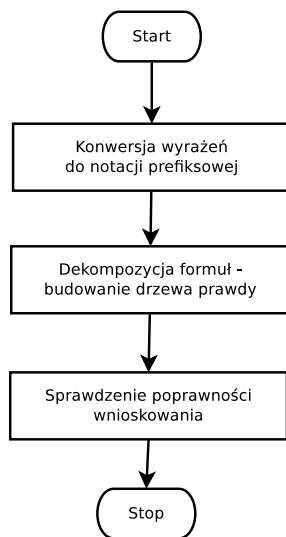 Start
Konwersja wyrażeń
do notacji prefiksowej
Dekompozycja formuł -
budowanie drzewa prawdy
Sprawdzenie poprawności
wnioskowania
Stop